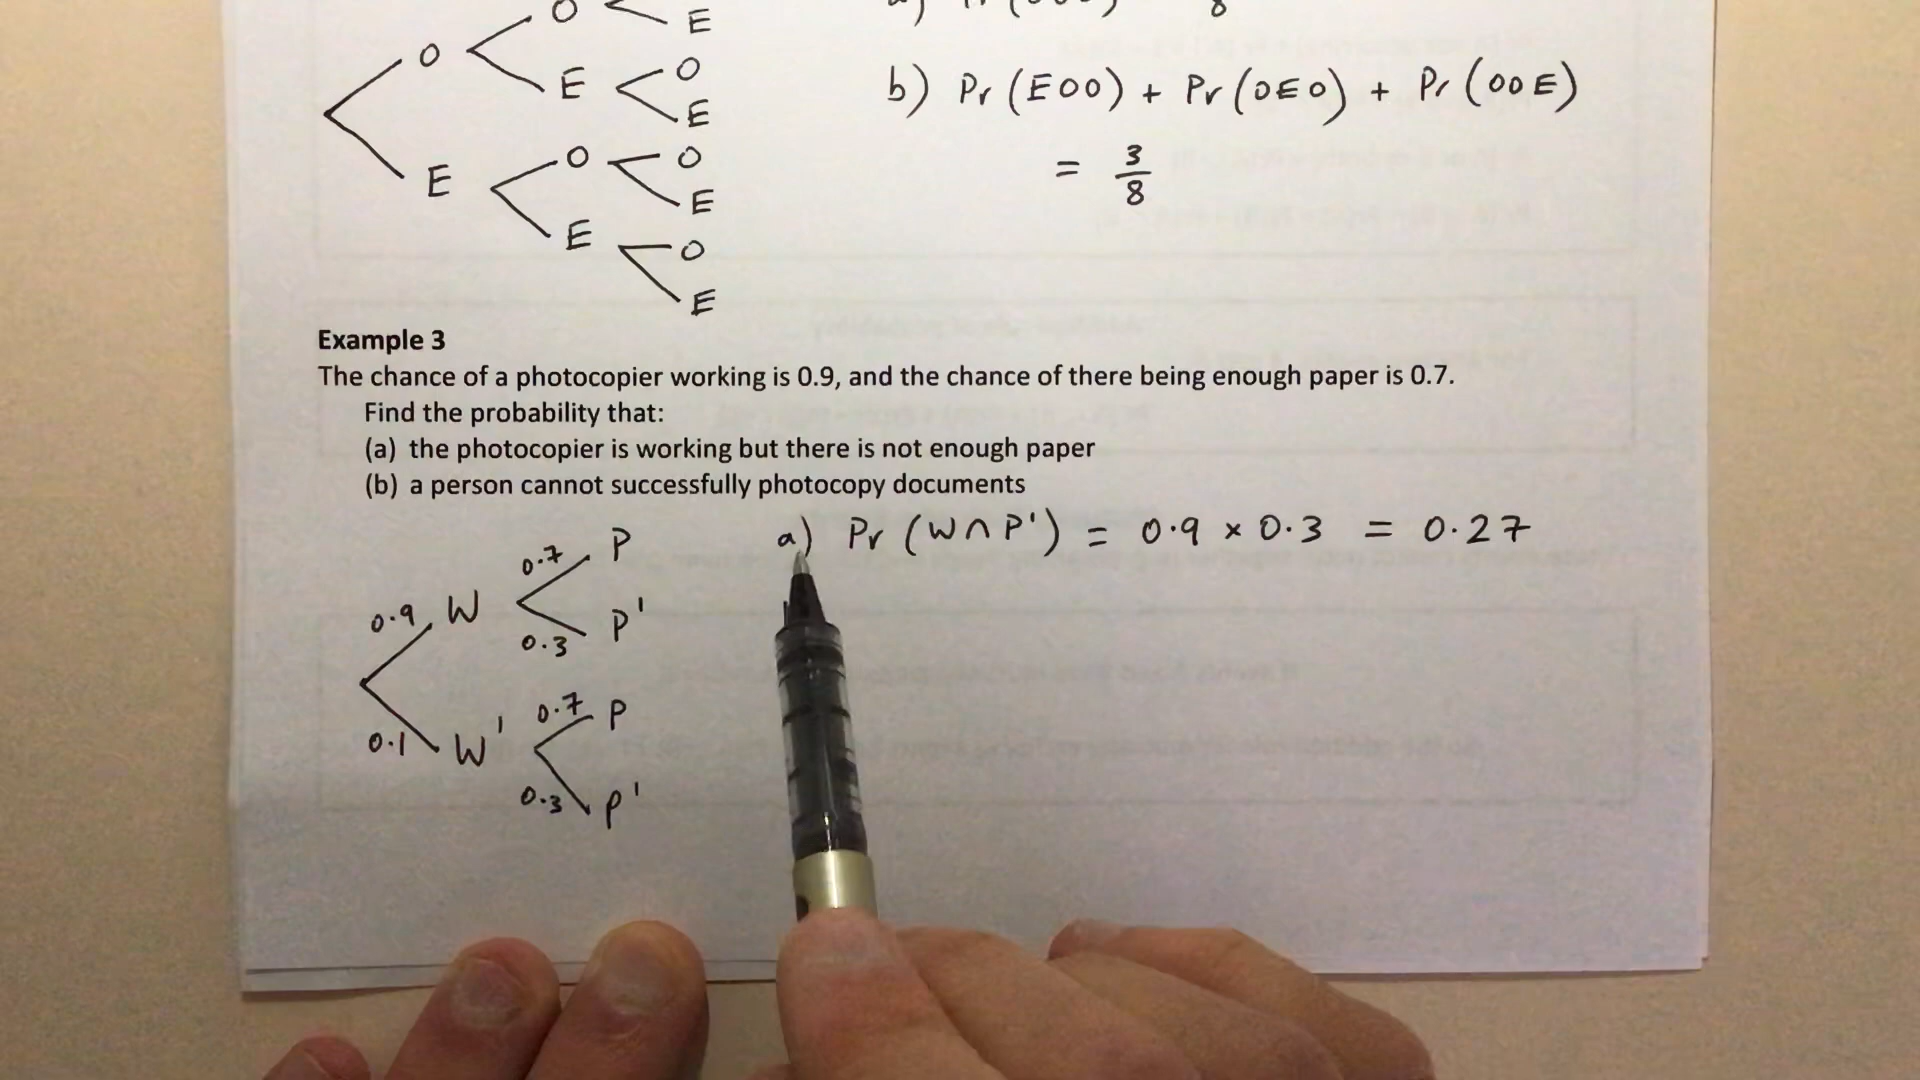 O E
a) Pr (OOO) 8
O O
E E b) Pr (EOO) + Pr (OEO) + Pr (OOE)
O O = 3/8
E E
E O
E
Example 3
The chance of a photocopier working is 0.9, and the chance of there being enough paper is 0.7.
Find the probability that:
(a) the photocopier is working but there is not enough paper
(b) a person cannot successfully photocopy documents
a) Pr (W ∩ P') = 0.9 × 0.3 = 0.27
0.7 P
0.9 W
0.3 P'
0.7 P
0.1 W'
0.3 P'